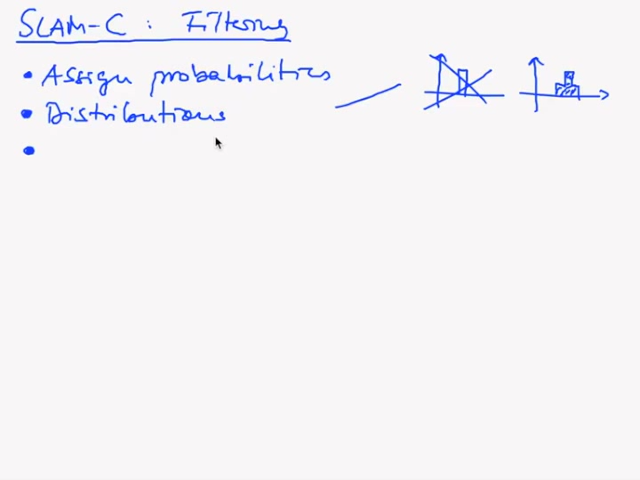 SLAM-C : Filtering
• Assign probabilities
• Distributions
•